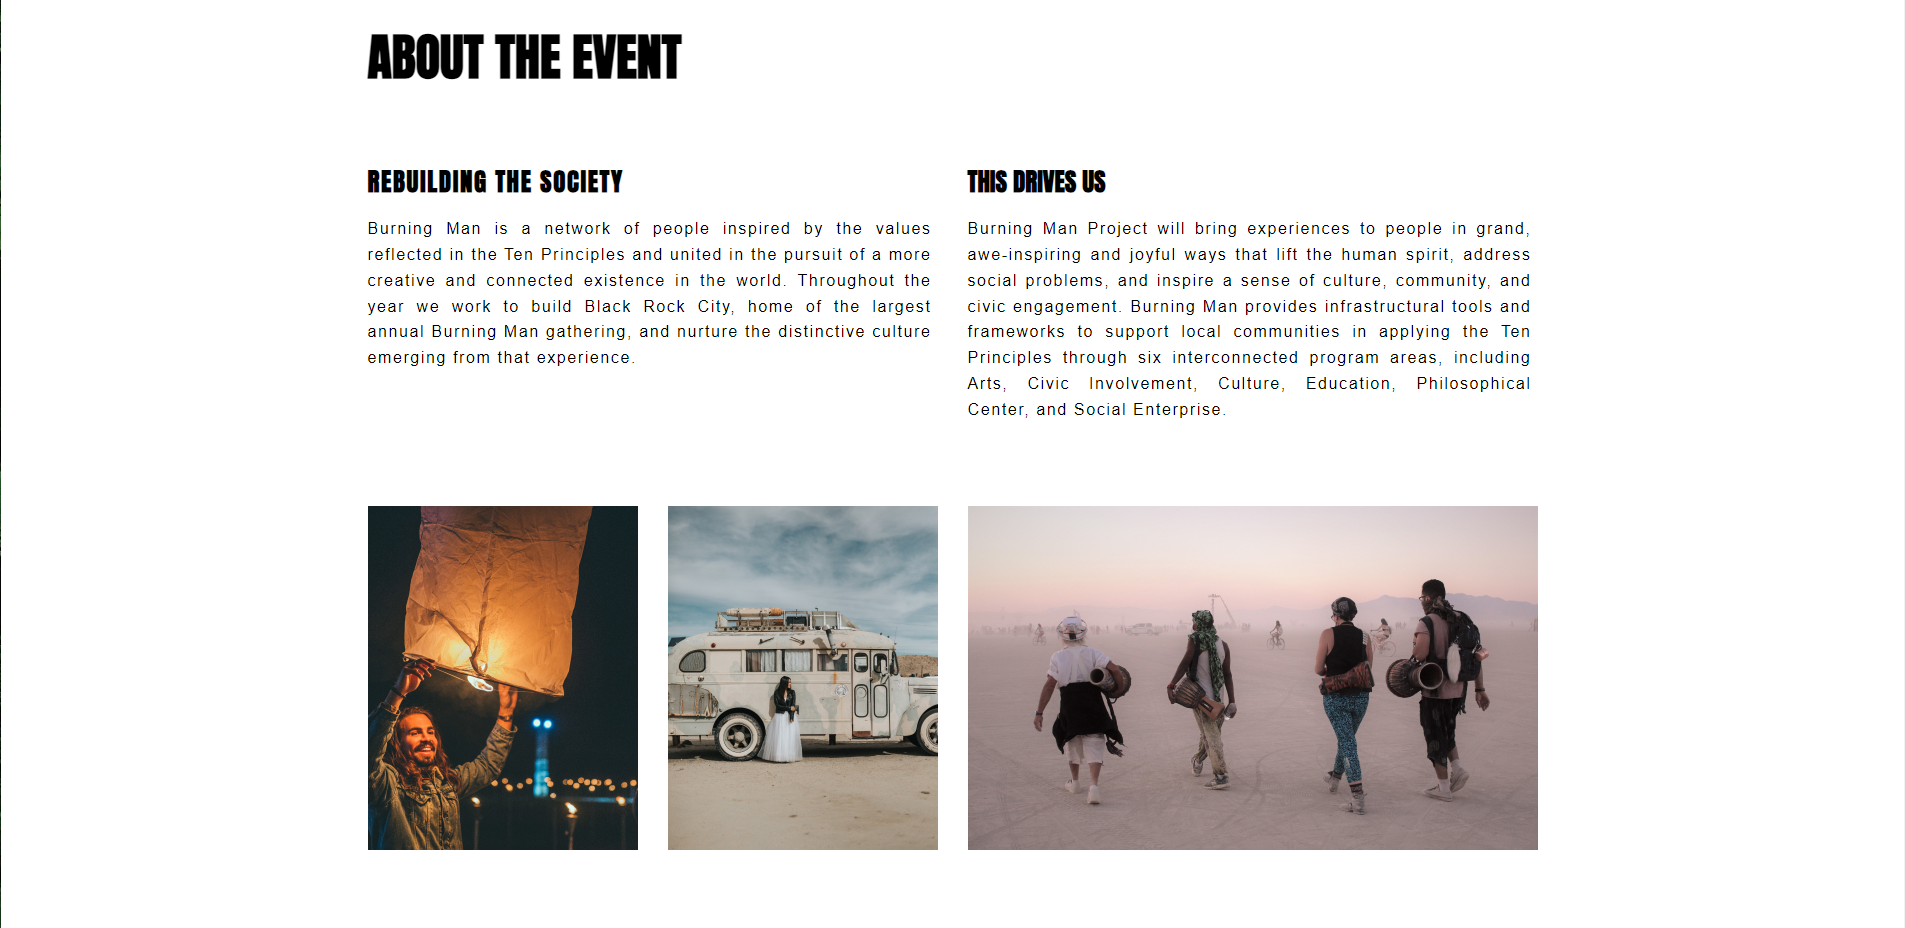 ABOUT THE EVENT
REBUILDING THE SOCIETY
Burning Man is a network of people inspired by the values
reflected in the Ten Principles and united in the pursuit of a more
creative and connected existence in the world. Throughout the
year we work to build Black Rock City, home of the largest
annual Burning Man gathering, and nurture the distinctive culture
emerging from that experience.
THIS DRIVES US
Burning Man Project will bring experiences to people in grand,
awe-inspiring and joyful ways that lift the human spirit, address
social problems, and inspire a sense of culture, community, and
civic engagement. Burning Man provides infrastructural tools and
frameworks to support local communities in applying the Ten
Principles through six interconnected program areas, including
Arts, Civic Involvement, Culture, Education, Philosophical
Center, and Social Enterprise.